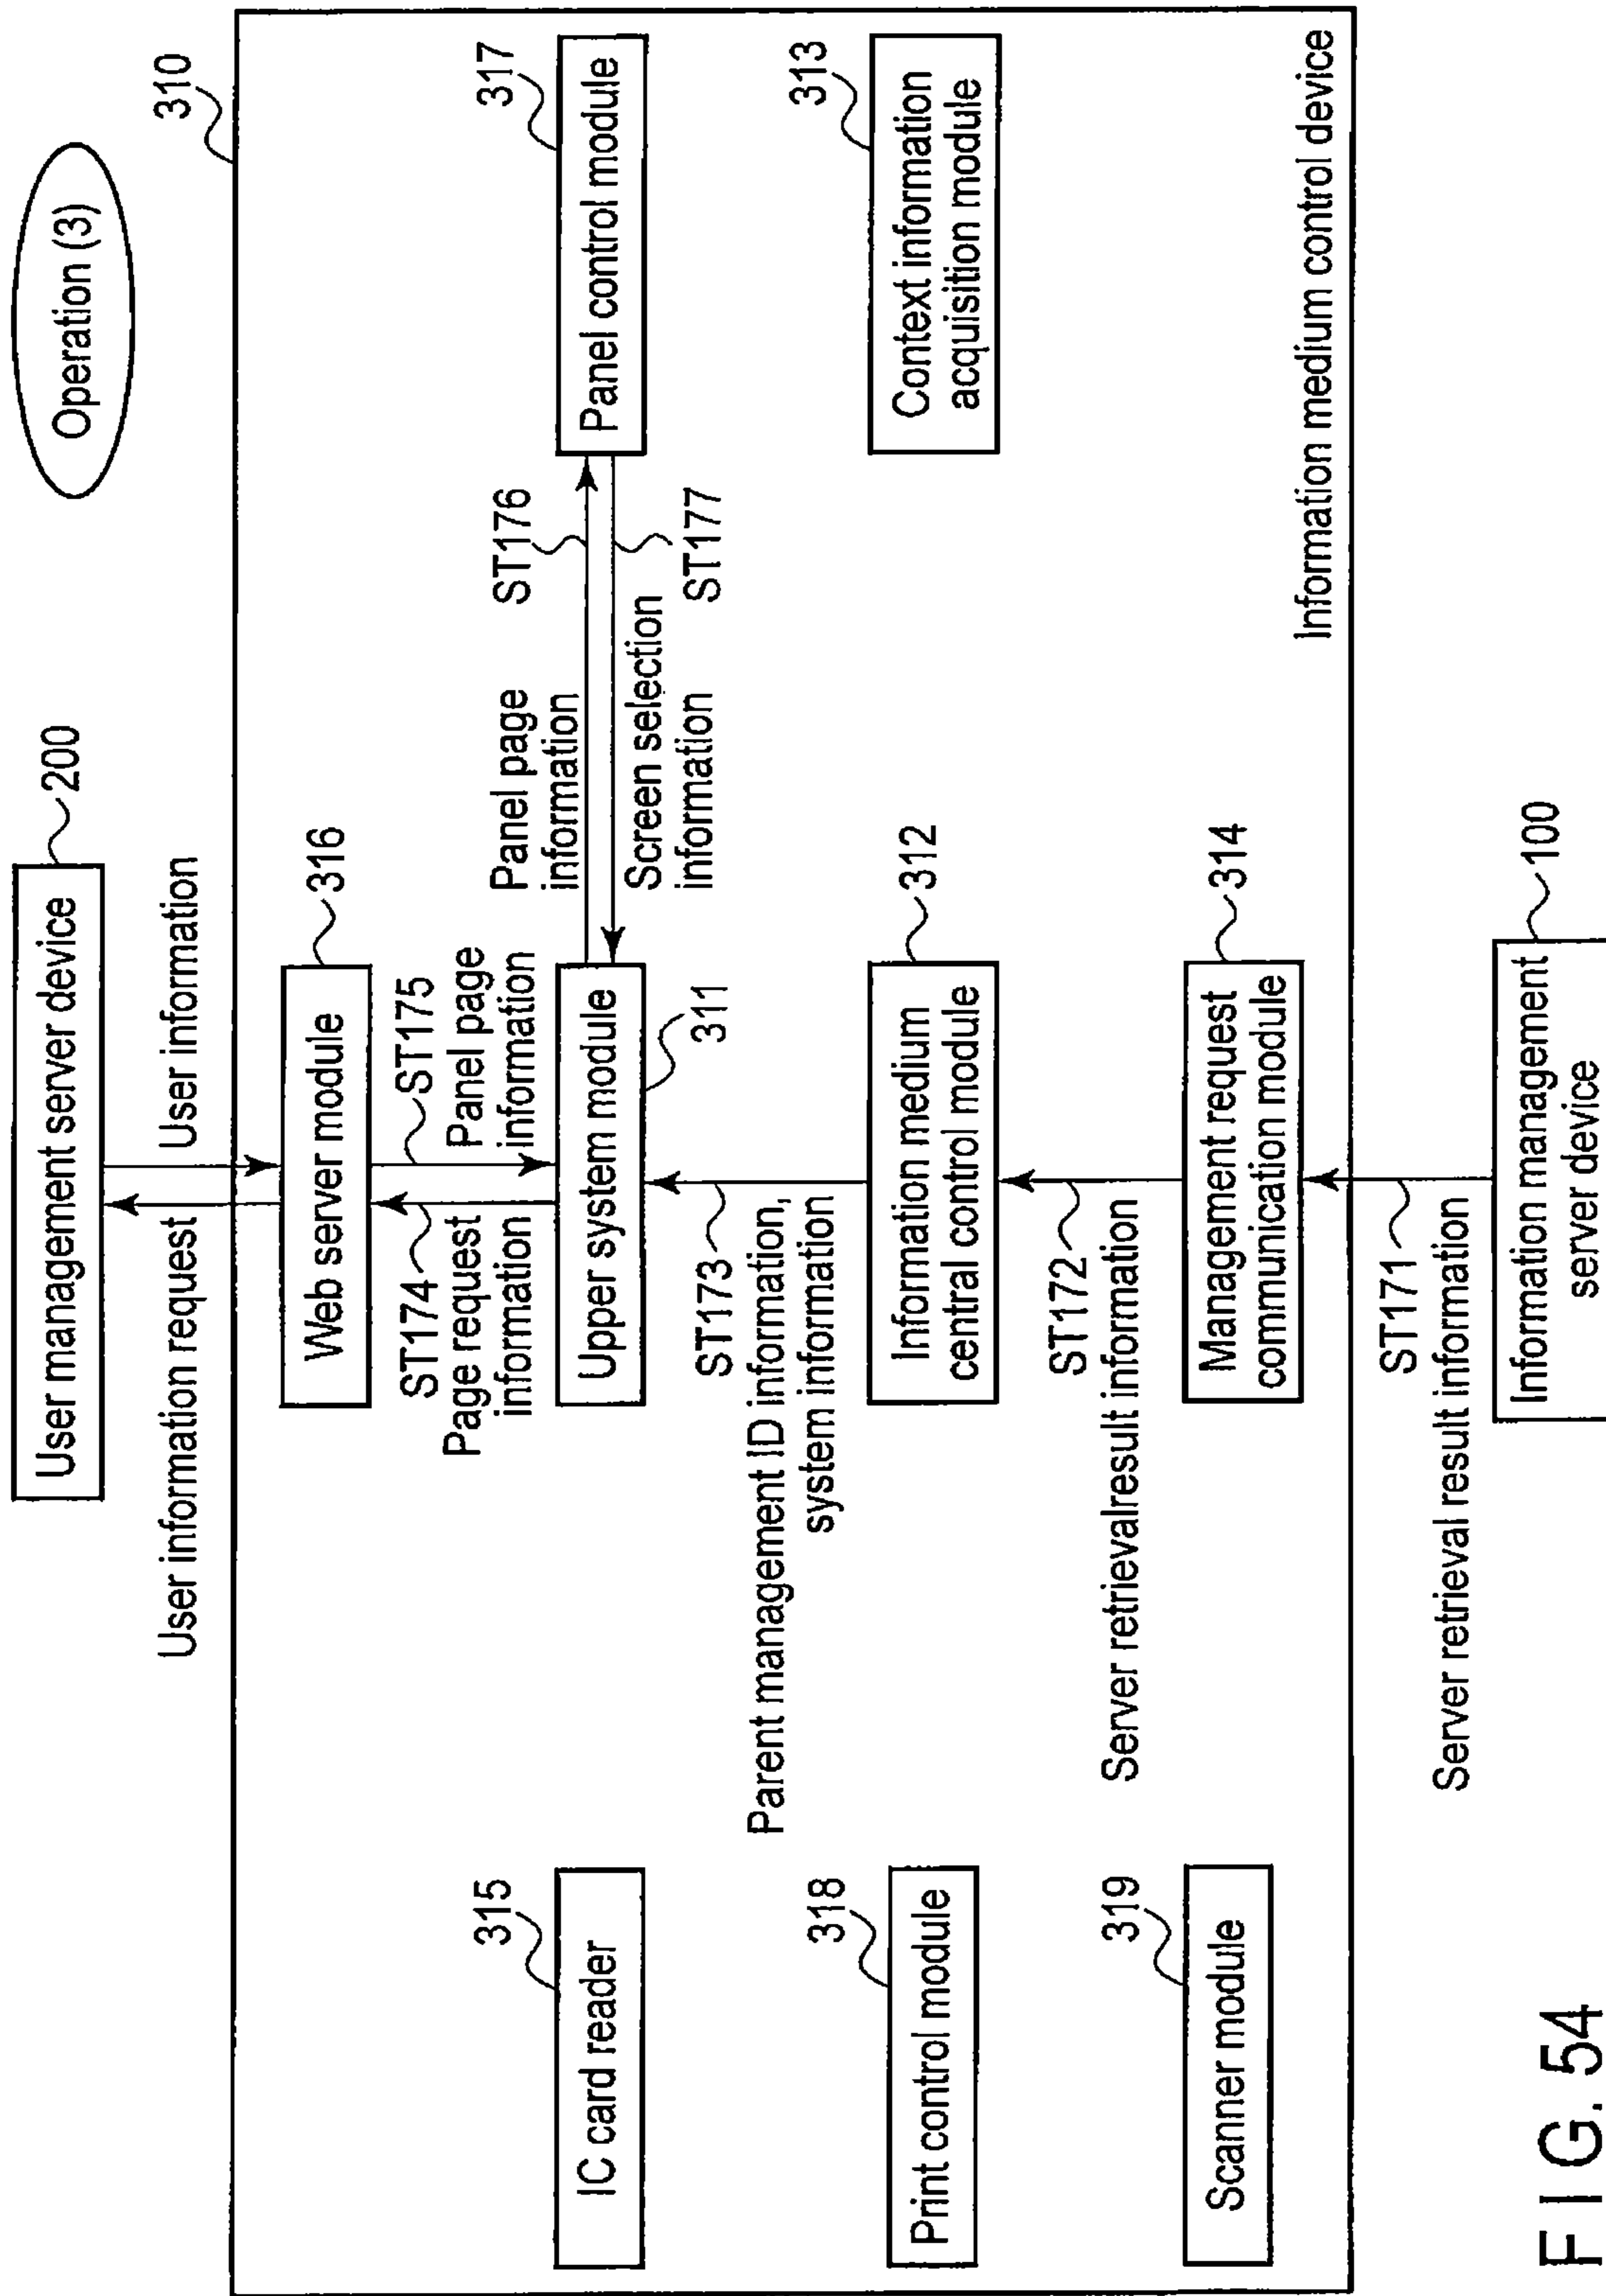 Operation (3)
User management server device
200
User information request
User information
310
Web server module
316
ST174
Page request
information
ST175
Panel page
information
IC card reader
315
Upper system module
311
Panel page
information
ST176
Screen selection
information
ST177
Panel control module
317
ST173
Parent management ID information,
system information
Print control module
318
Information medium
central control module
312
Context information
acquisition module
313
ST172
Server retrievalresult information
Scanner module
319
Management request
communication module
314
Information medium control device
ST171
Server retrieval result information
Information management
server device
100
FIG. 54